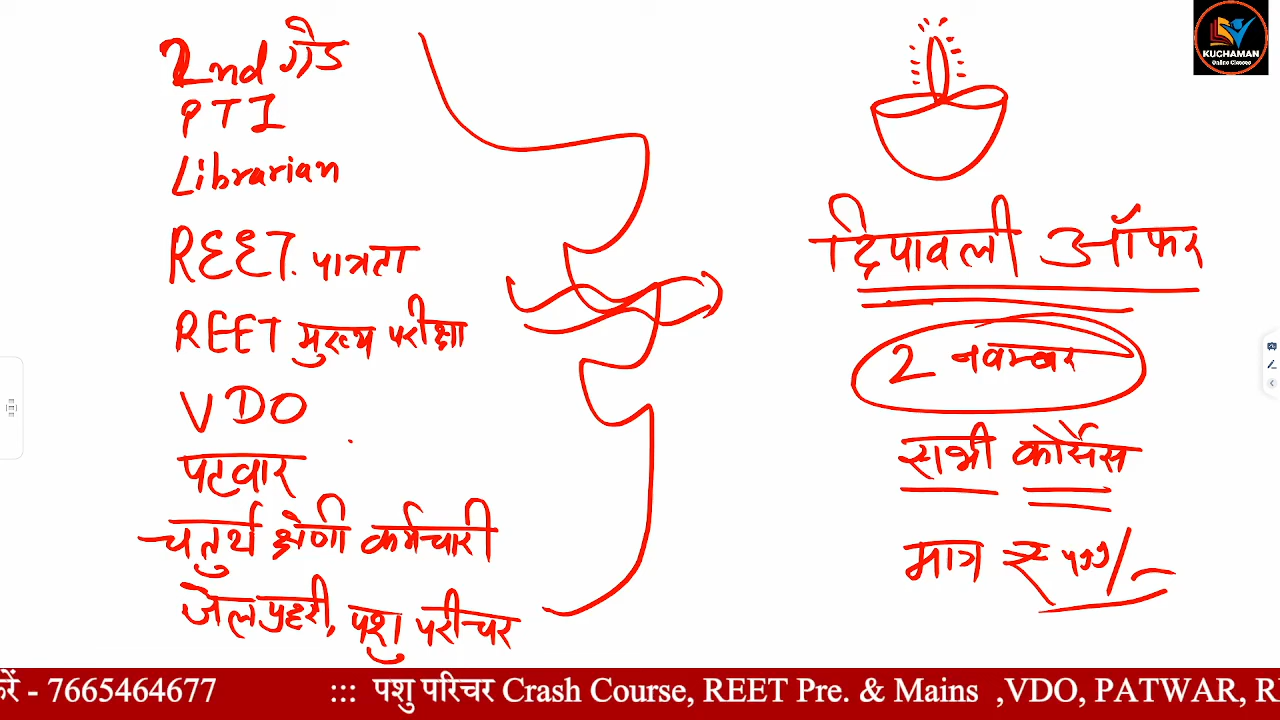 2nd ग्रेड
PTI
Librarian
REET. पात्रता
REET मुख्य परीक्षा
VDO
पटवार
चतुर्थ श्रेणी कर्मचारी
जेल प्रहरी, पशु परीचर
KUCHAMAN
Online Classes
दिपावली ऑफर
2 नवम्बर
सभी कोर्सेस
मात्र ₹
रें - 7665464677 ::: पशु परिचर Crash Course, REET Pre. & Mains ,VDO, PATWAR,